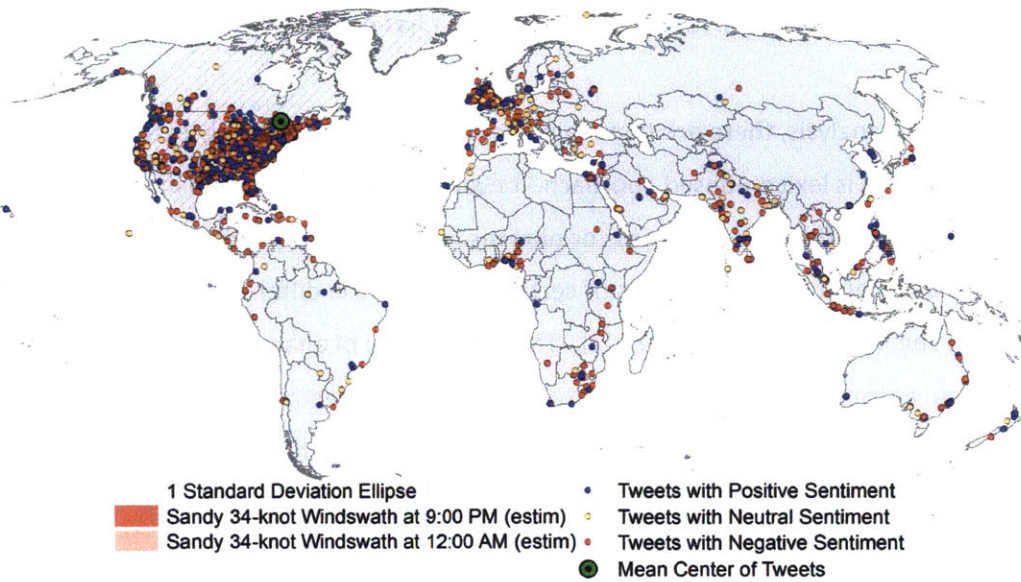 1 Standard Deviation Ellipse
Sandy 34-knot Windswath at 9:00 PM (estim)
Sandy 34-knot Windswath at 12:00 AM (estim)
Tweets with Positive Sentiment
Tweets with Neutral Sentiment
Tweets with Negative Sentiment
Mean Center of Tweets